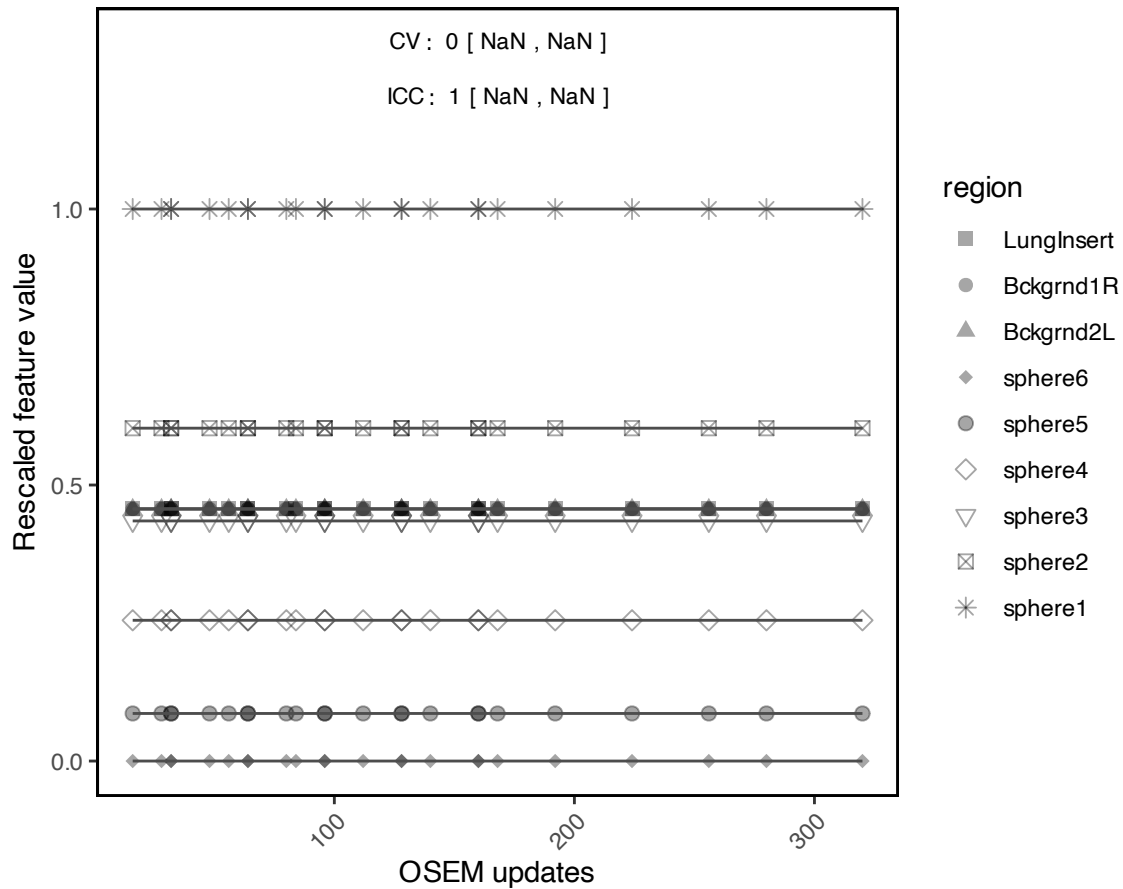 CV :  0 [ NaN , NaN ]
ICC :  1 [ NaN , NaN ]
Rescaled feature value
1.0
0.5
0.0
100
200
300
OSEM updates
region
LungInsert
Bckgrnd1R
Bckgrnd2L
sphere6
sphere5
sphere4
sphere3
sphere2
sphere1